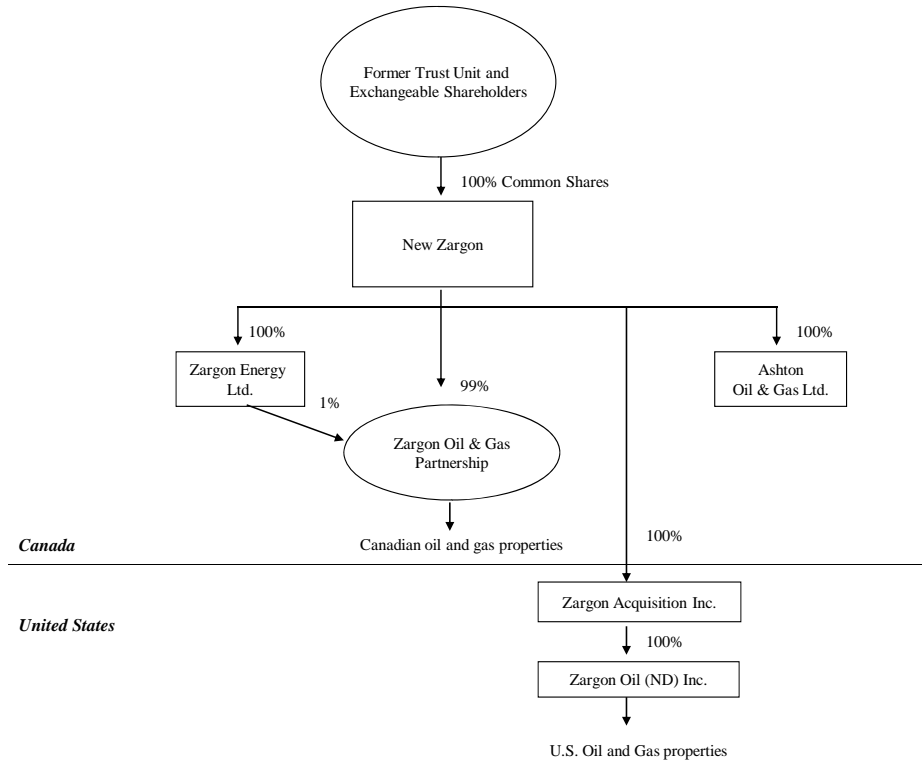 Former Trust Unit and
Exchangeable Shareholders
100% Common Shares
New Zargon
100%
100%
Zargon Energy
Ltd.
99%
Ashton
Oil & Gas Ltd.
1%
Zargon Oil & Gas
Partnership
Canada
Canadian oil and gas properties
100%
Zargon Acquisition Inc.
United States
100%
Zargon Oil (ND) Inc.
U.S. Oil and Gas properties